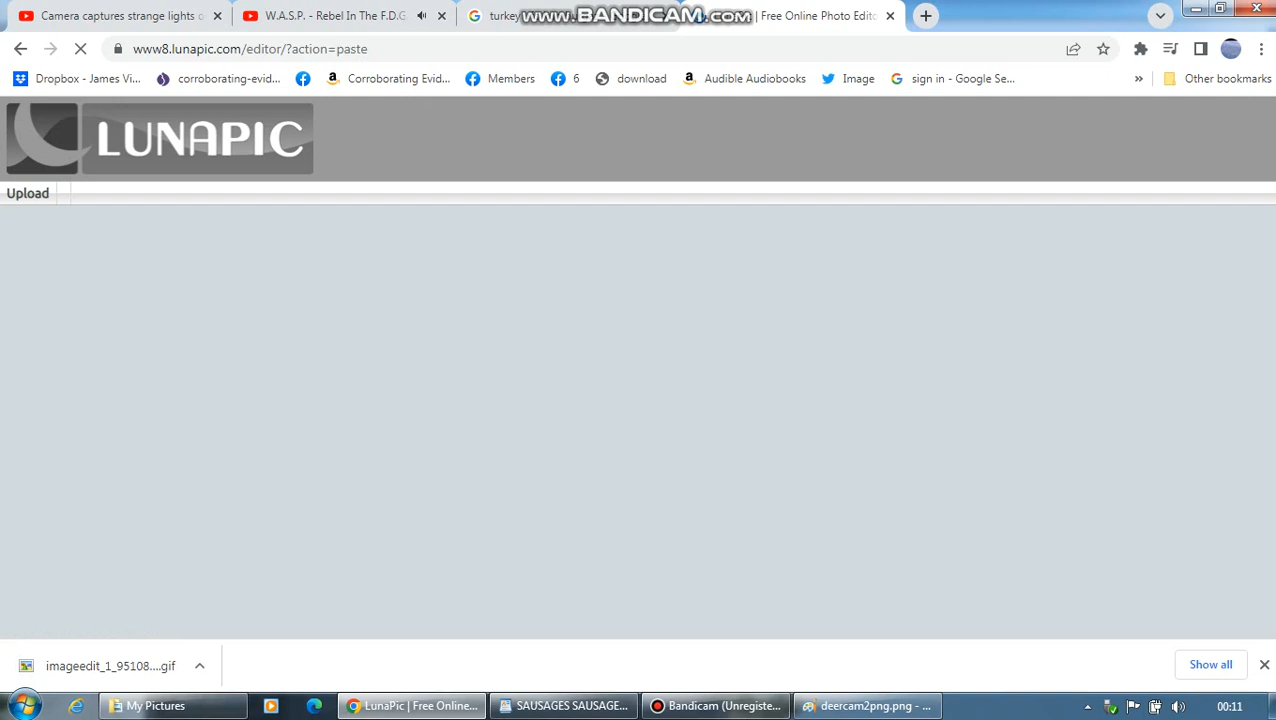 Camera captures strange lights o
W.A.S.P. - Rebel In The F.D.G
turkey
www.BANDICAM.COM
| Free Online Photo Edito
www8.lunapic.com/editor/?action=paste
Dropbox - James Vi...
corroborating-evid...
Corroborating Evid...
Members
6
download
Audible Audiobooks
Image
sign in - Google Se...
»
Other bookmarks
LUNAPIC
Upload
imageedit_1_95108....gif
Show all
My Pictures
LunaPic | Free Online...
SAUSAGES SAUSAGE...
Bandicam (Unregiste...
deercam2png.png - ...
00:11